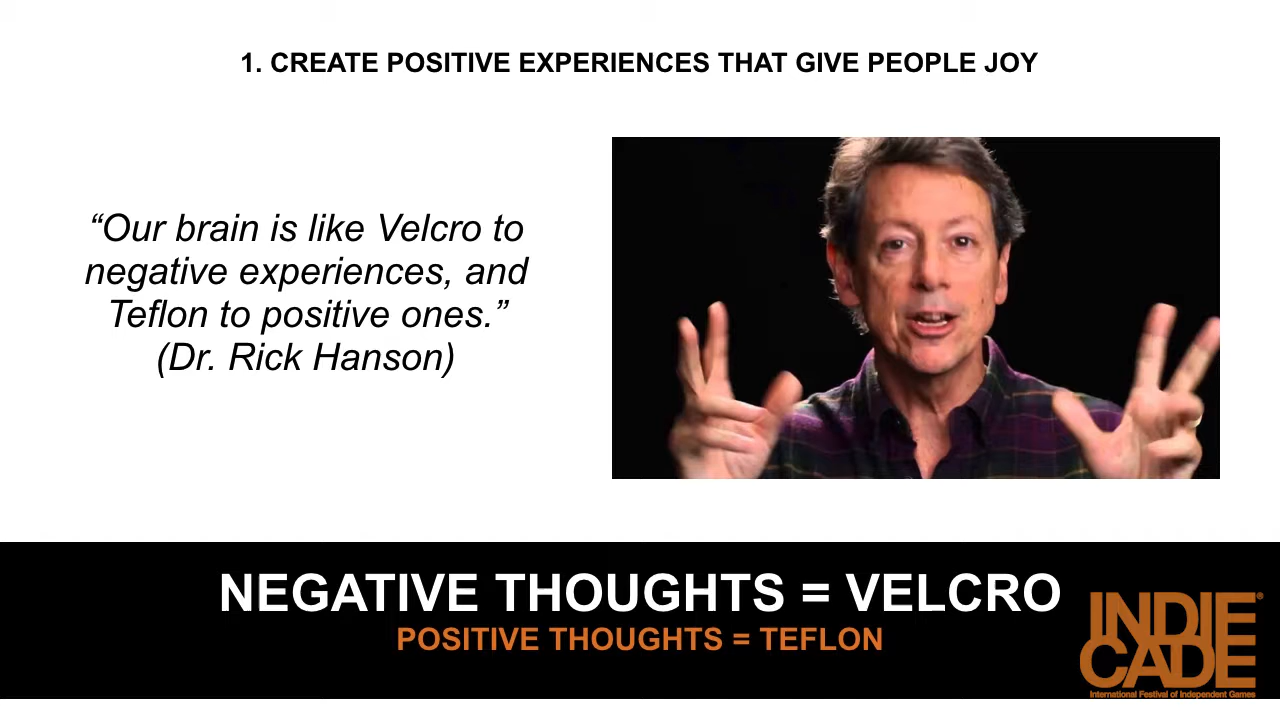 1. CREATE POSITIVE EXPERIENCES THAT GIVE PEOPLE JOY
“Our brain is like Velcro to
negative experiences, and
Teflon to positive ones.”
(Dr. Rick Hanson)
NEGATIVE THOUGHTS = VELCRO
POSITIVE THOUGHTS = TEFLON
INDIE®
CADE
International Festival of Independent Games